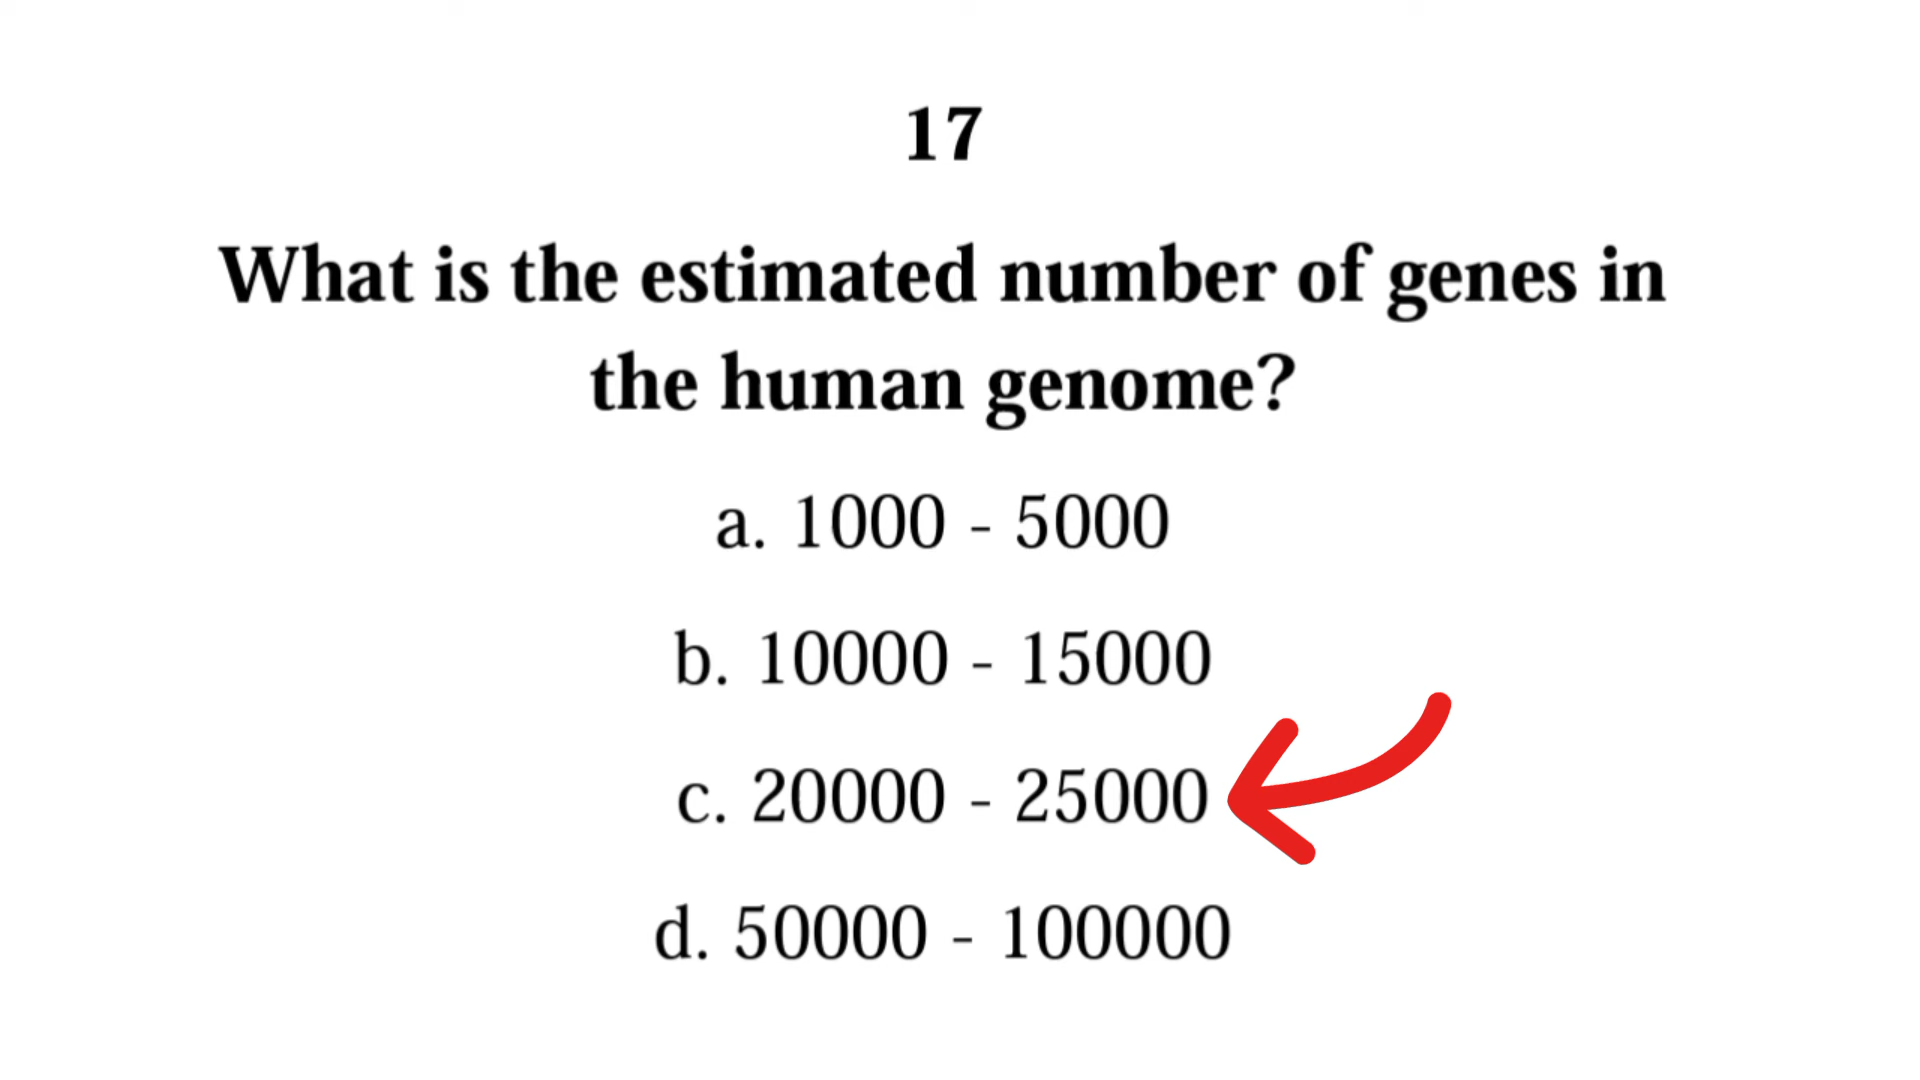 17
What is the estimated number of genes in
the human genome?
a. 1000 - 5000
b. 10000 - 15000
c. 20000 - 25000
d. 50000 - 100000